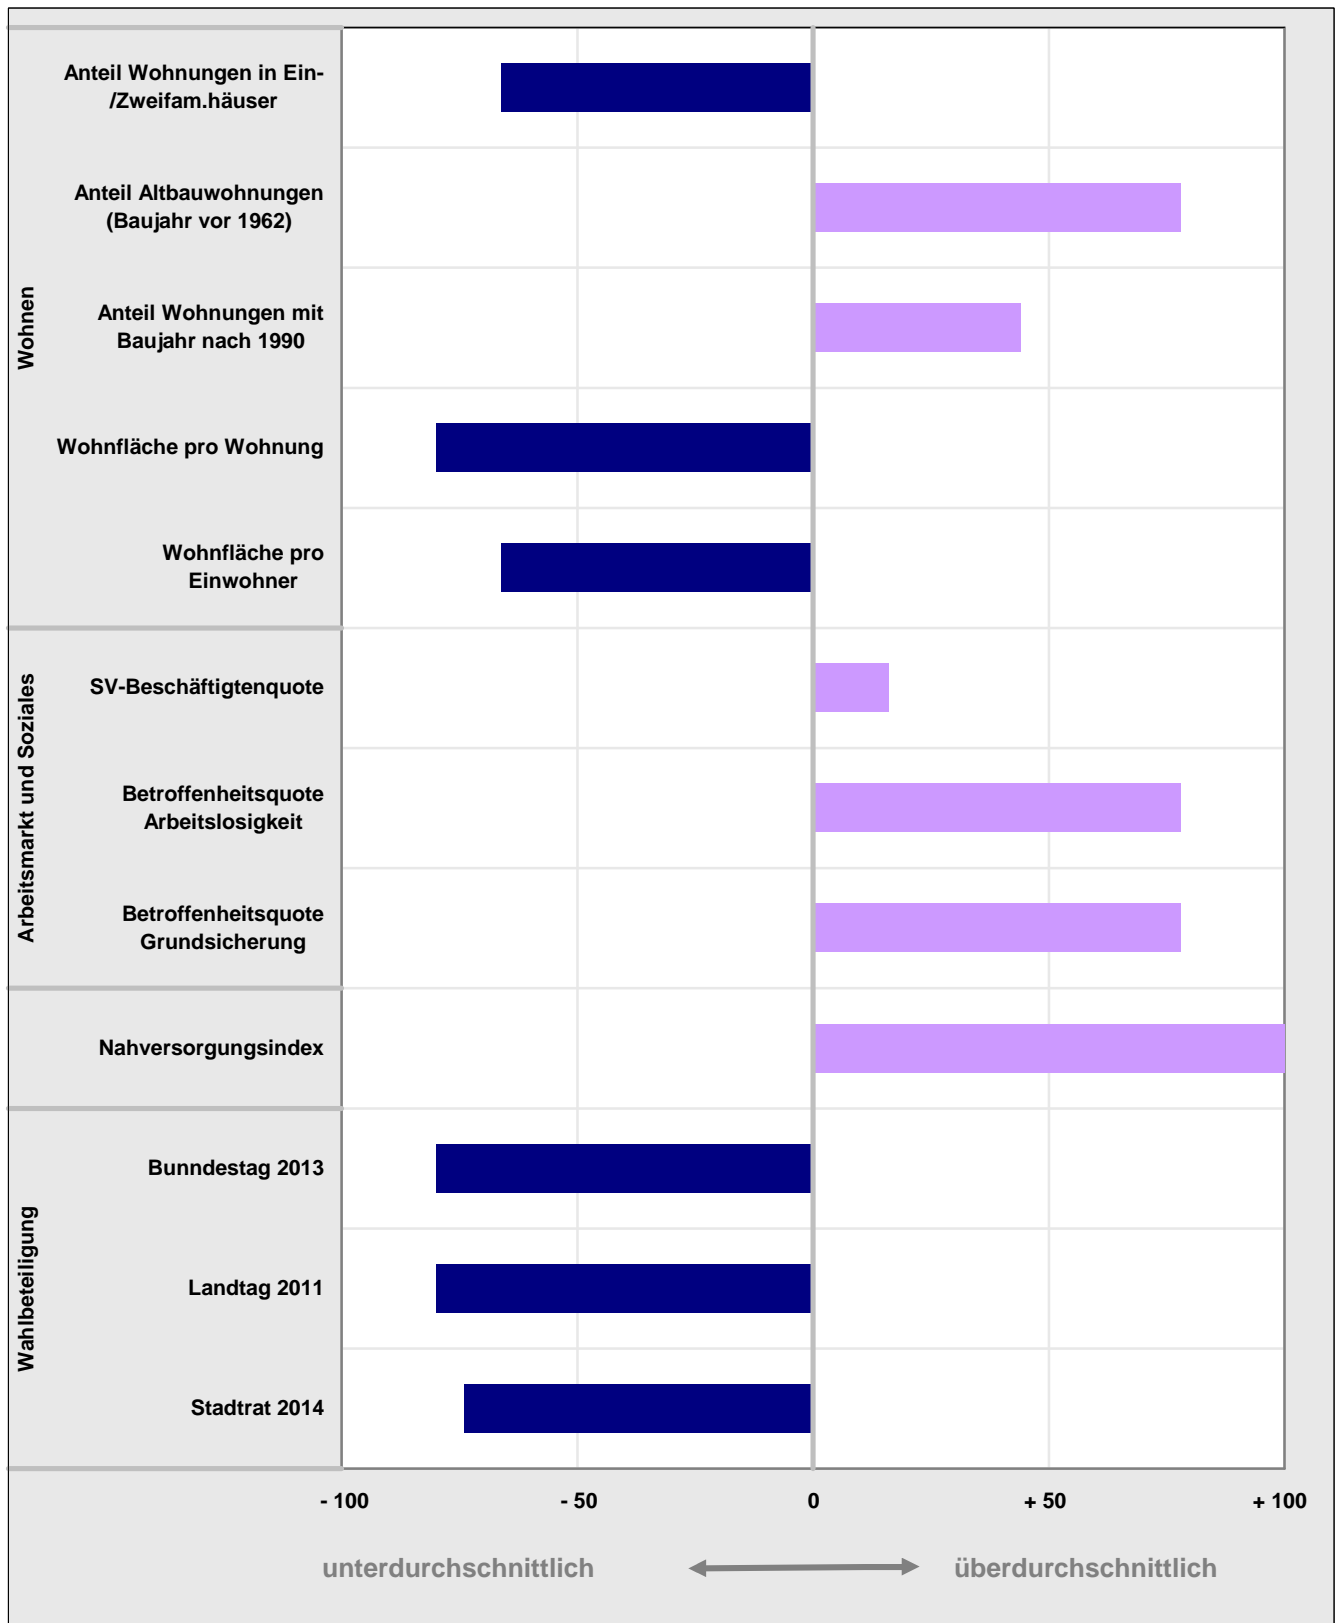 Wohnen
Anteil Wohnungen in Ein-
/Zweifam.häuser
Anteil Altbauwohnungen
(Baujahr vor 1962)
Anteil Wohnungen mit
Baujahr nach 1990
Wohnfläche pro Wohnung
Wohnfläche pro
Einwohner
Arbeitsmarkt und Soziales
SV-Beschäftigtenquote
Betroffenheitsquote
Arbeitslosigkeit
Betroffenheitsquote
Grundsicherung
Nahversorgungsindex
Wahlbeteiligung
Bunndestag 2013
Landtag 2011
Stadtrat 2014
- 100 - 50 0 + 50 + 100
unterdurchschnittlich überdurchschnittlich